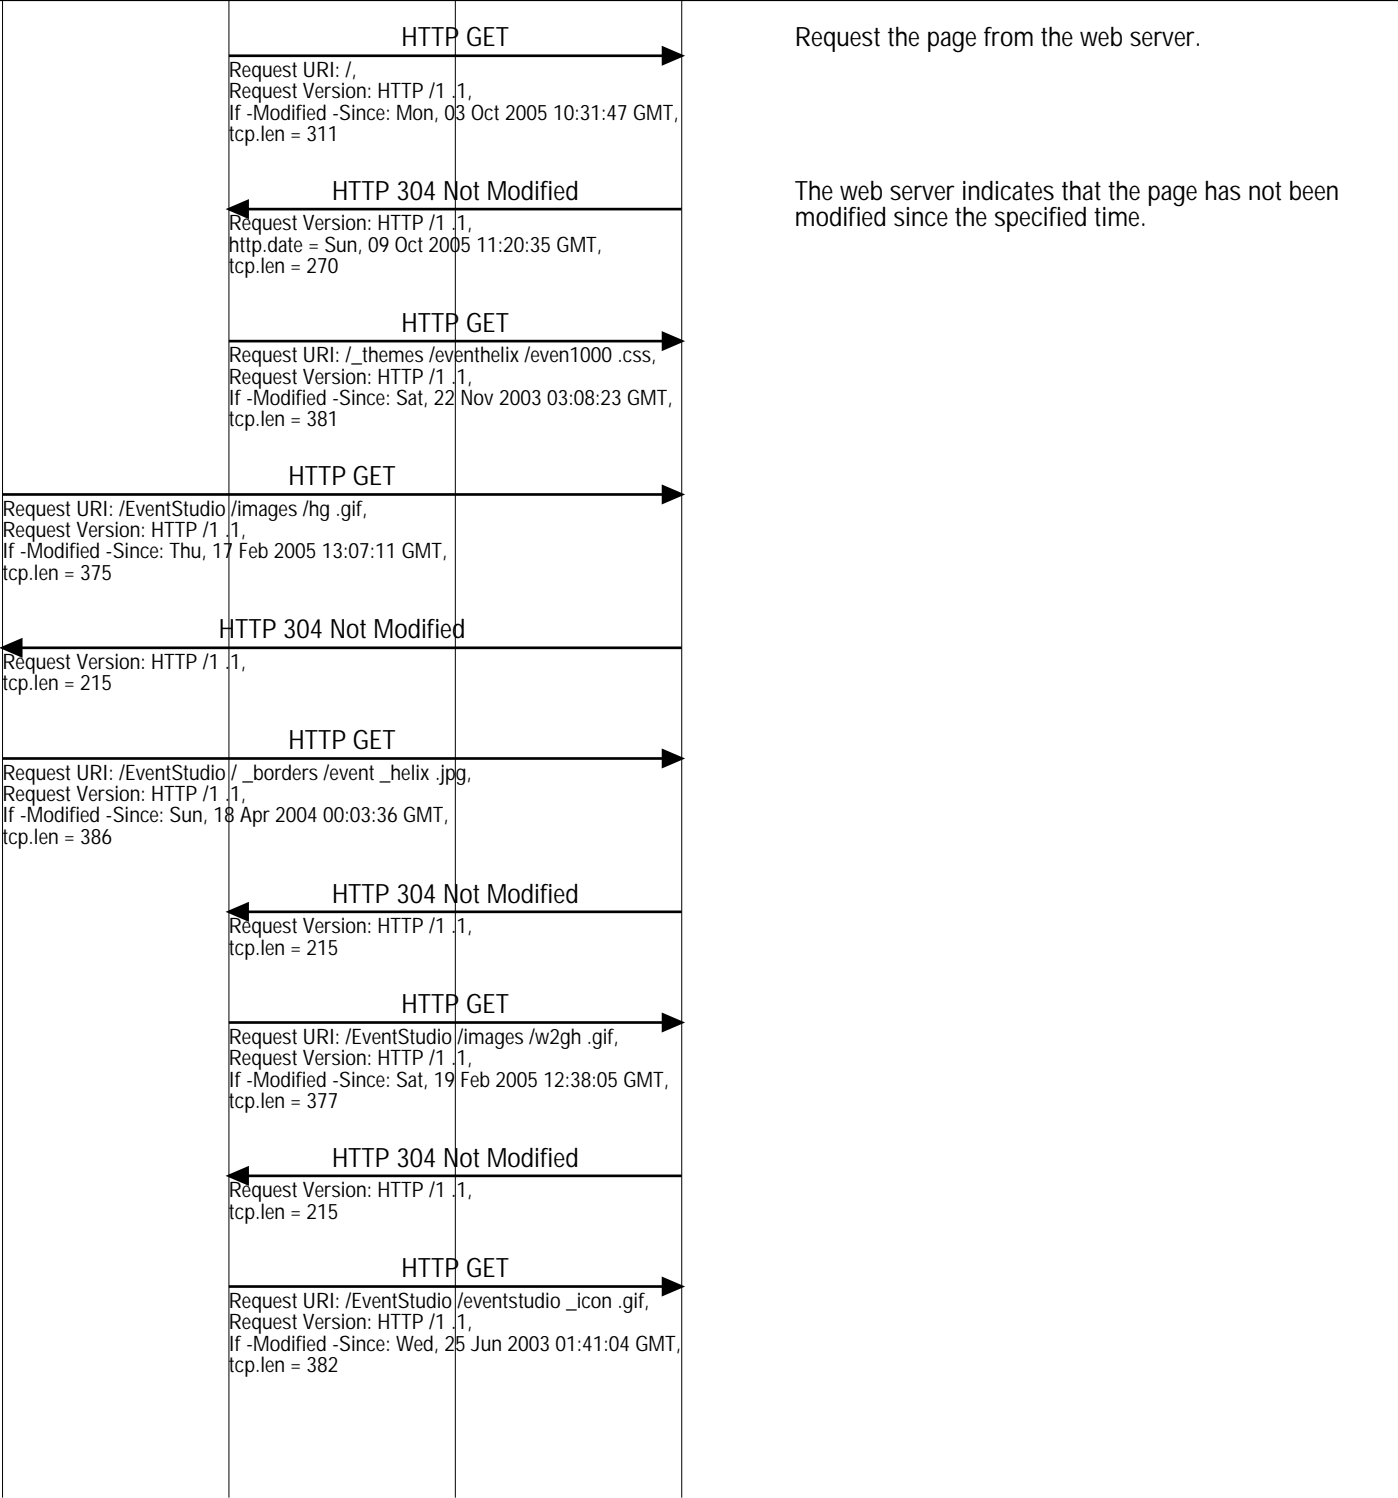 HTTP GET
Request the page from the web server.
Request URI: /,
Request Version: HTTP /1 .1,
If -Modified -Since: Mon, 03 Oct 2005 10:31:47 GMT,
tcp.len = 311
HTTP 304 Not Modified
The web server indicates that the page has not been
modified since the specified time.
Request Version: HTTP /1 .1,
http.date = Sun, 09 Oct 2005 11:20:35 GMT,
tcp.len = 270
HTTP GET
Request URI: /_themes /eventhelix /even1000 .css,
Request Version: HTTP /1 .1,
If -Modified -Since: Sat, 22 Nov 2003 03:08:23 GMT,
tcp.len = 381
HTTP GET
Request URI: /EventStudio /images /hg .gif,
Request Version: HTTP /1 .1,
If -Modified -Since: Thu, 17 Feb 2005 13:07:11 GMT,
tcp.len = 375
HTTP 304 Not Modified
Request Version: HTTP /1 .1,
tcp.len = 215
HTTP GET
Request URI: /EventStudio / _borders /event _helix .jpg,
Request Version: HTTP /1 .1,
If -Modified -Since: Sun, 18 Apr 2004 00:03:36 GMT,
tcp.len = 386
HTTP 304 Not Modified
Request Version: HTTP /1 .1,
tcp.len = 215
HTTP GET
Request URI: /EventStudio /images /w2gh .gif,
Request Version: HTTP /1 .1,
If -Modified -Since: Sat, 19 Feb 2005 12:38:05 GMT,
tcp.len = 377
HTTP 304 Not Modified
Request Version: HTTP /1 .1,
tcp.len = 215
HTTP GET
Request URI: /EventStudio /eventstudio _icon .gif,
Request Version: HTTP /1 .1,
If -Modified -Since: Wed, 25 Jun 2003 01:41:04 GMT,
tcp.len = 382